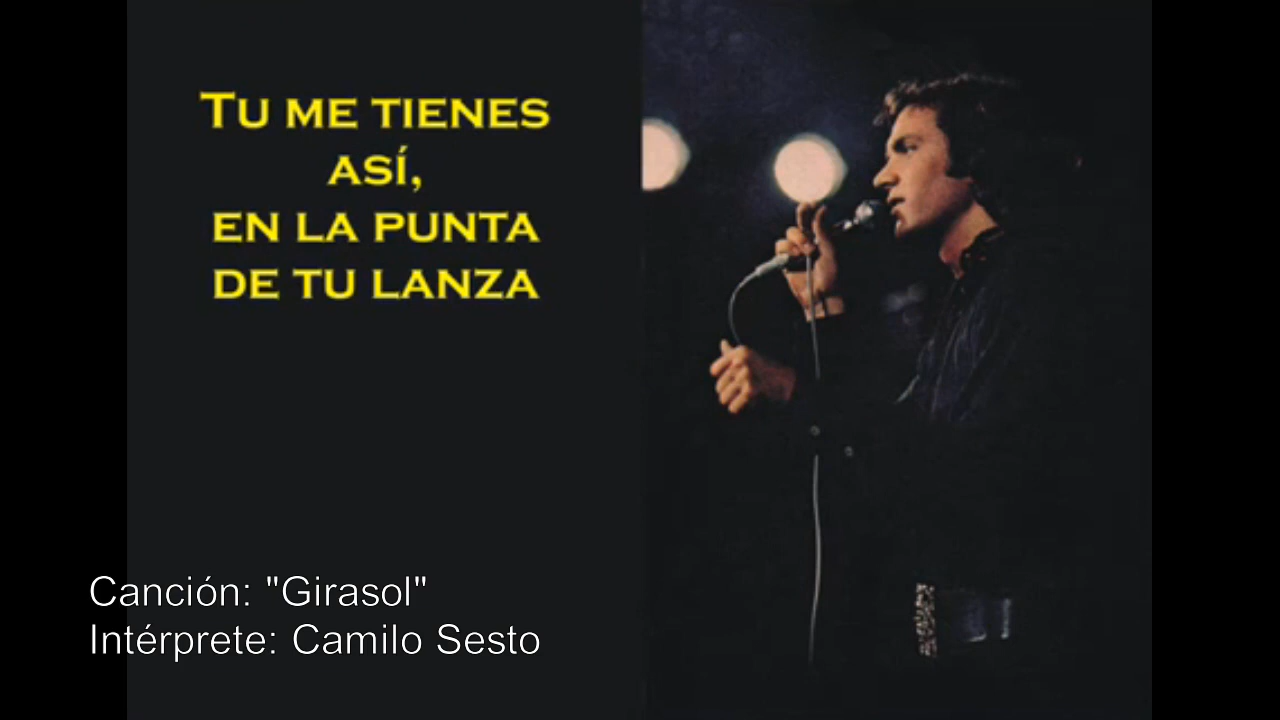 TU ME TIENES
ASÍ,
EN LA PUNTA
DE TU LANZA
Canción: "Girasol"
Intérprete: Camilo Sesto